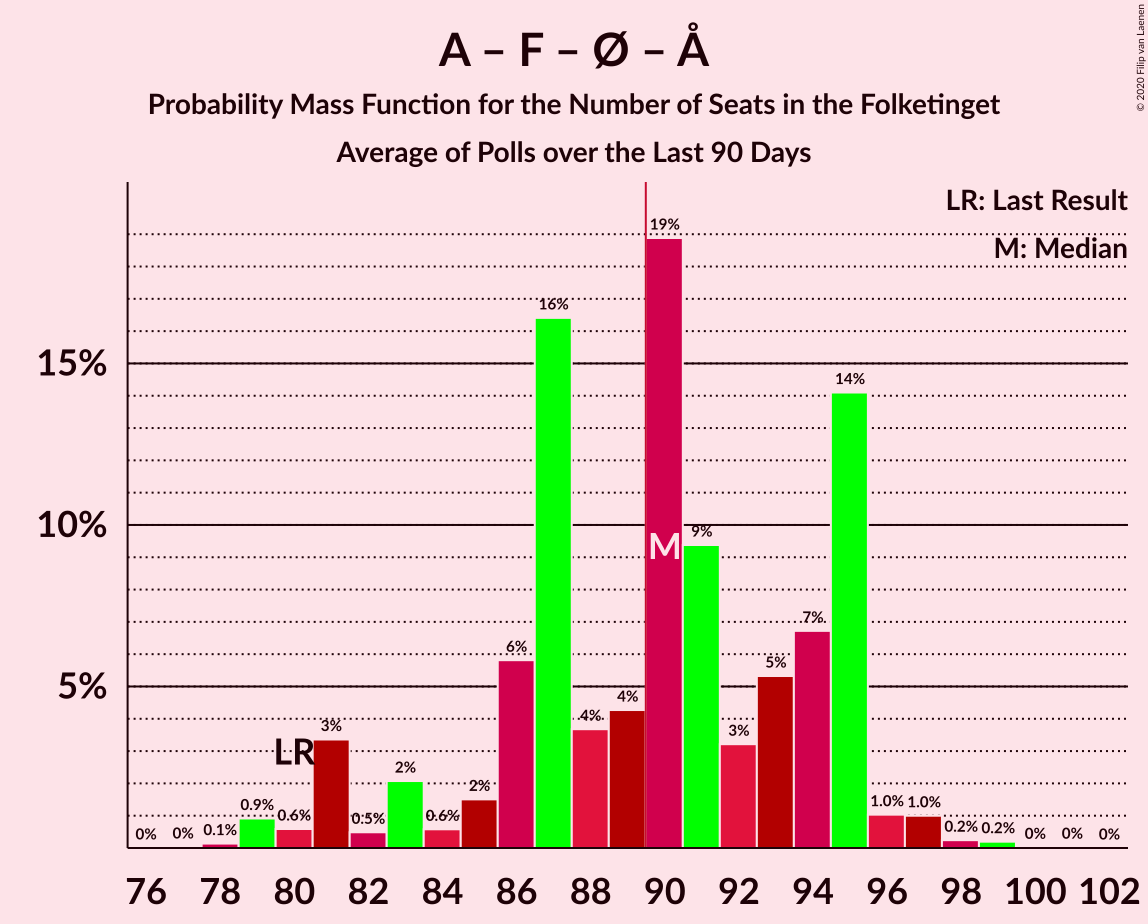 A – F – Ø – Å
Probability Mass Function for the Number of Seats in the Folketinget
Average of Polls over the Last 90 Days
© 2020 Filip van Laenen
LR: Last Result
M: Median
15%
10%
5%
0% 0% 0.1% 0.9% 0.6% 3% 0.5% 2% 0.6% 2% 6% 16% 4% 4% 19% 9% 3% 5% 7% 14% 1.0% 1.0% 0.2% 0.2% 0% 0% 0%
LR
M
76 78 80 82 84 86 88 90 92 94 96 98 100 102